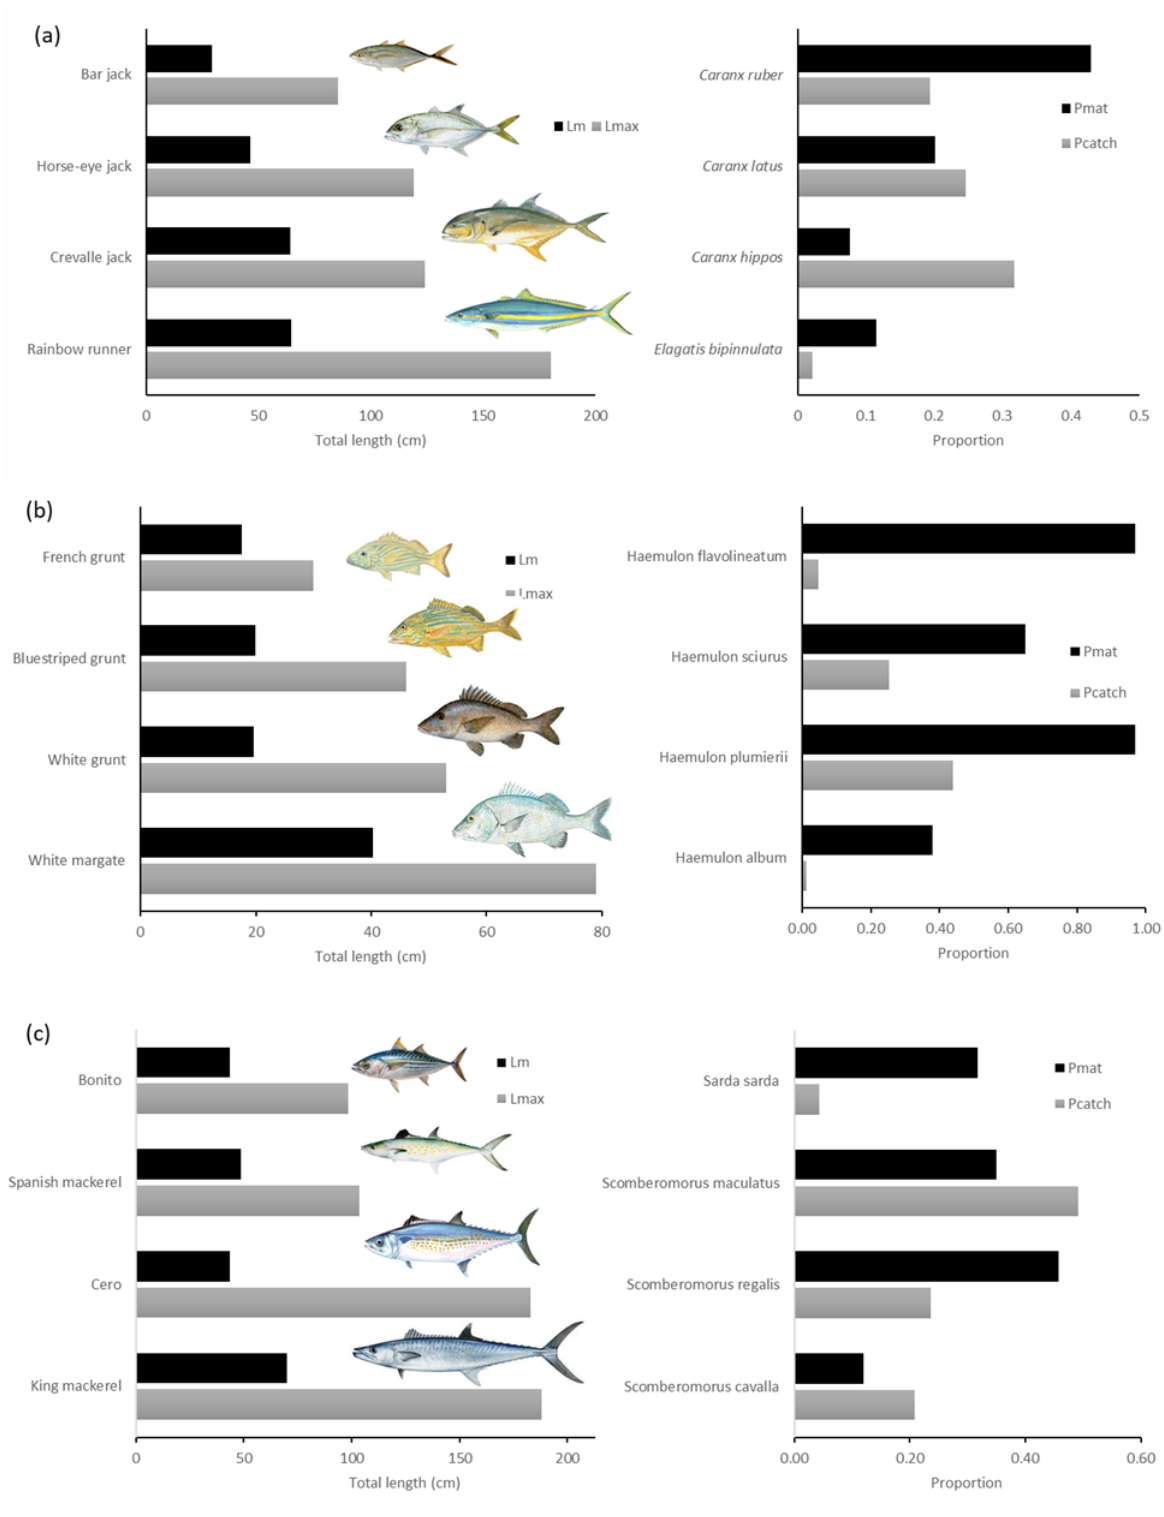 (a)
Bar jack
Horse-eye jack
Crevalle jack
Rainbow runner
Lm Lmax
0 50 100 150 200
Total length (cm)
Caranx ruber
Caranx latus
Caranx hippos
Elagatis bipinnulata
Pmat
Pcatch
0 0.1 0.2 0.3 0.4 0.5
Proportion
(b)
French grunt
Bluestriped grunt
White grunt
White margate
Lm
Lmax
0 20 40 60 80
Total length (cm)
Haemulon flavolineatum
Haemulon sciurus
Haemulon plumierii
Haemulon album
Pmat
Pcatch
0.00 0.20 0.40 0.60 0.80 1.00
Proportion
(c)
Bonito
Spanish mackerel
Cero
King mackerel
Lm
Lmax
0 50 100 150 200
Total length (cm)
Sarda sarda
Scomberomorus maculatus
Scomberomorus regalis
Scomberomorus cavalla
Pmat
Pcatch
0.00 0.20 0.40 0.60
Proportion